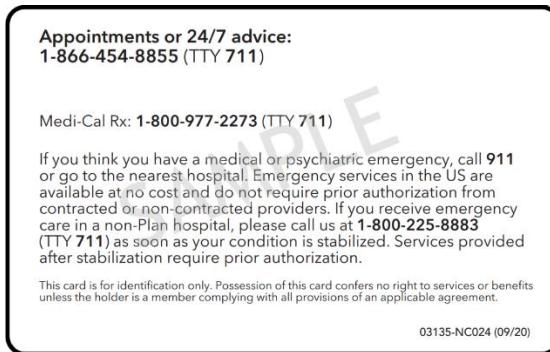 Appointments or 24/7 advice:
1-866-454-8855 (TTY 711)
Medi-Cal Rx: 1-800-977-2273 (TTY 711)
SAMPLE
If you think you have a medical or psychiatric emergency, call 911
or go to the nearest hospital. Emergency services in the US are
available at no cost and do not require prior authorization from
contracted or non-contracted providers. If you receive emergency
care in a non-Plan hospital, please call us at 1-800-225-8883
(TTY 711) as soon as your condition is stabilized. Services provided
after stabilization require prior authorization.
This card is for identification only. Possession of this card confers no right to services or benefits
unless the holder is a member complying with all provisions of an applicable agreement.
03135-NC024 (09/20)